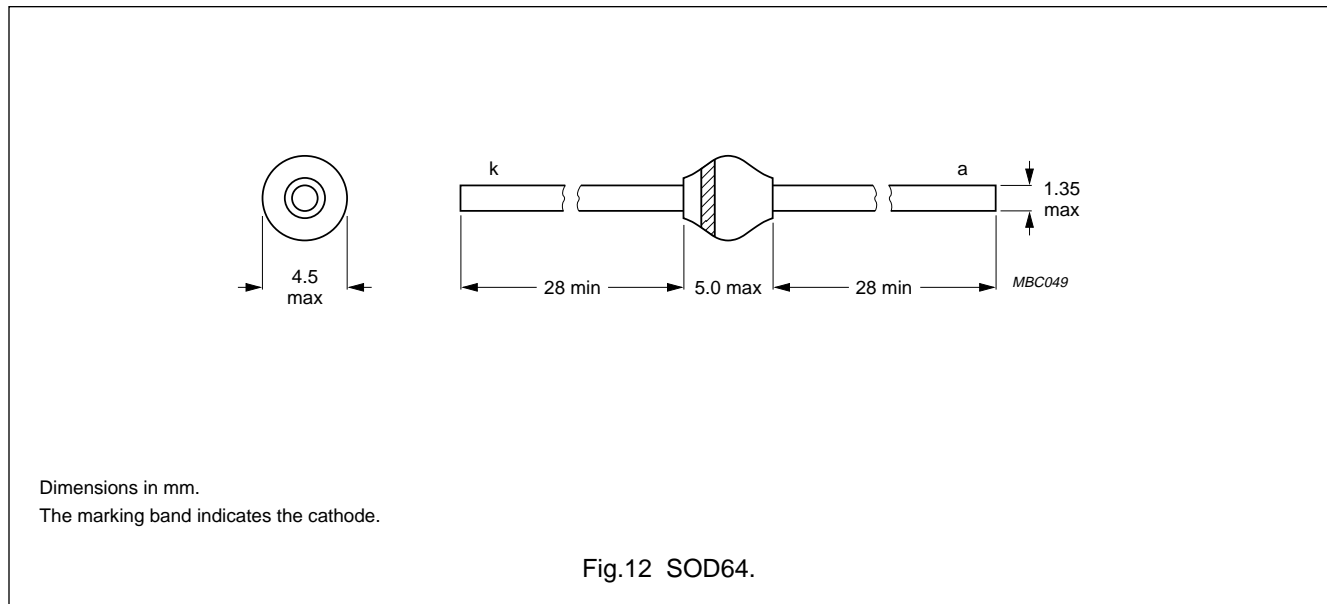 k
a
1.35
max
4.5
max
28 min
5.0 max
28 min
MBC049
Dimensions in mm.
The marking band indicates the cathode.
Fig.12 SOD64.